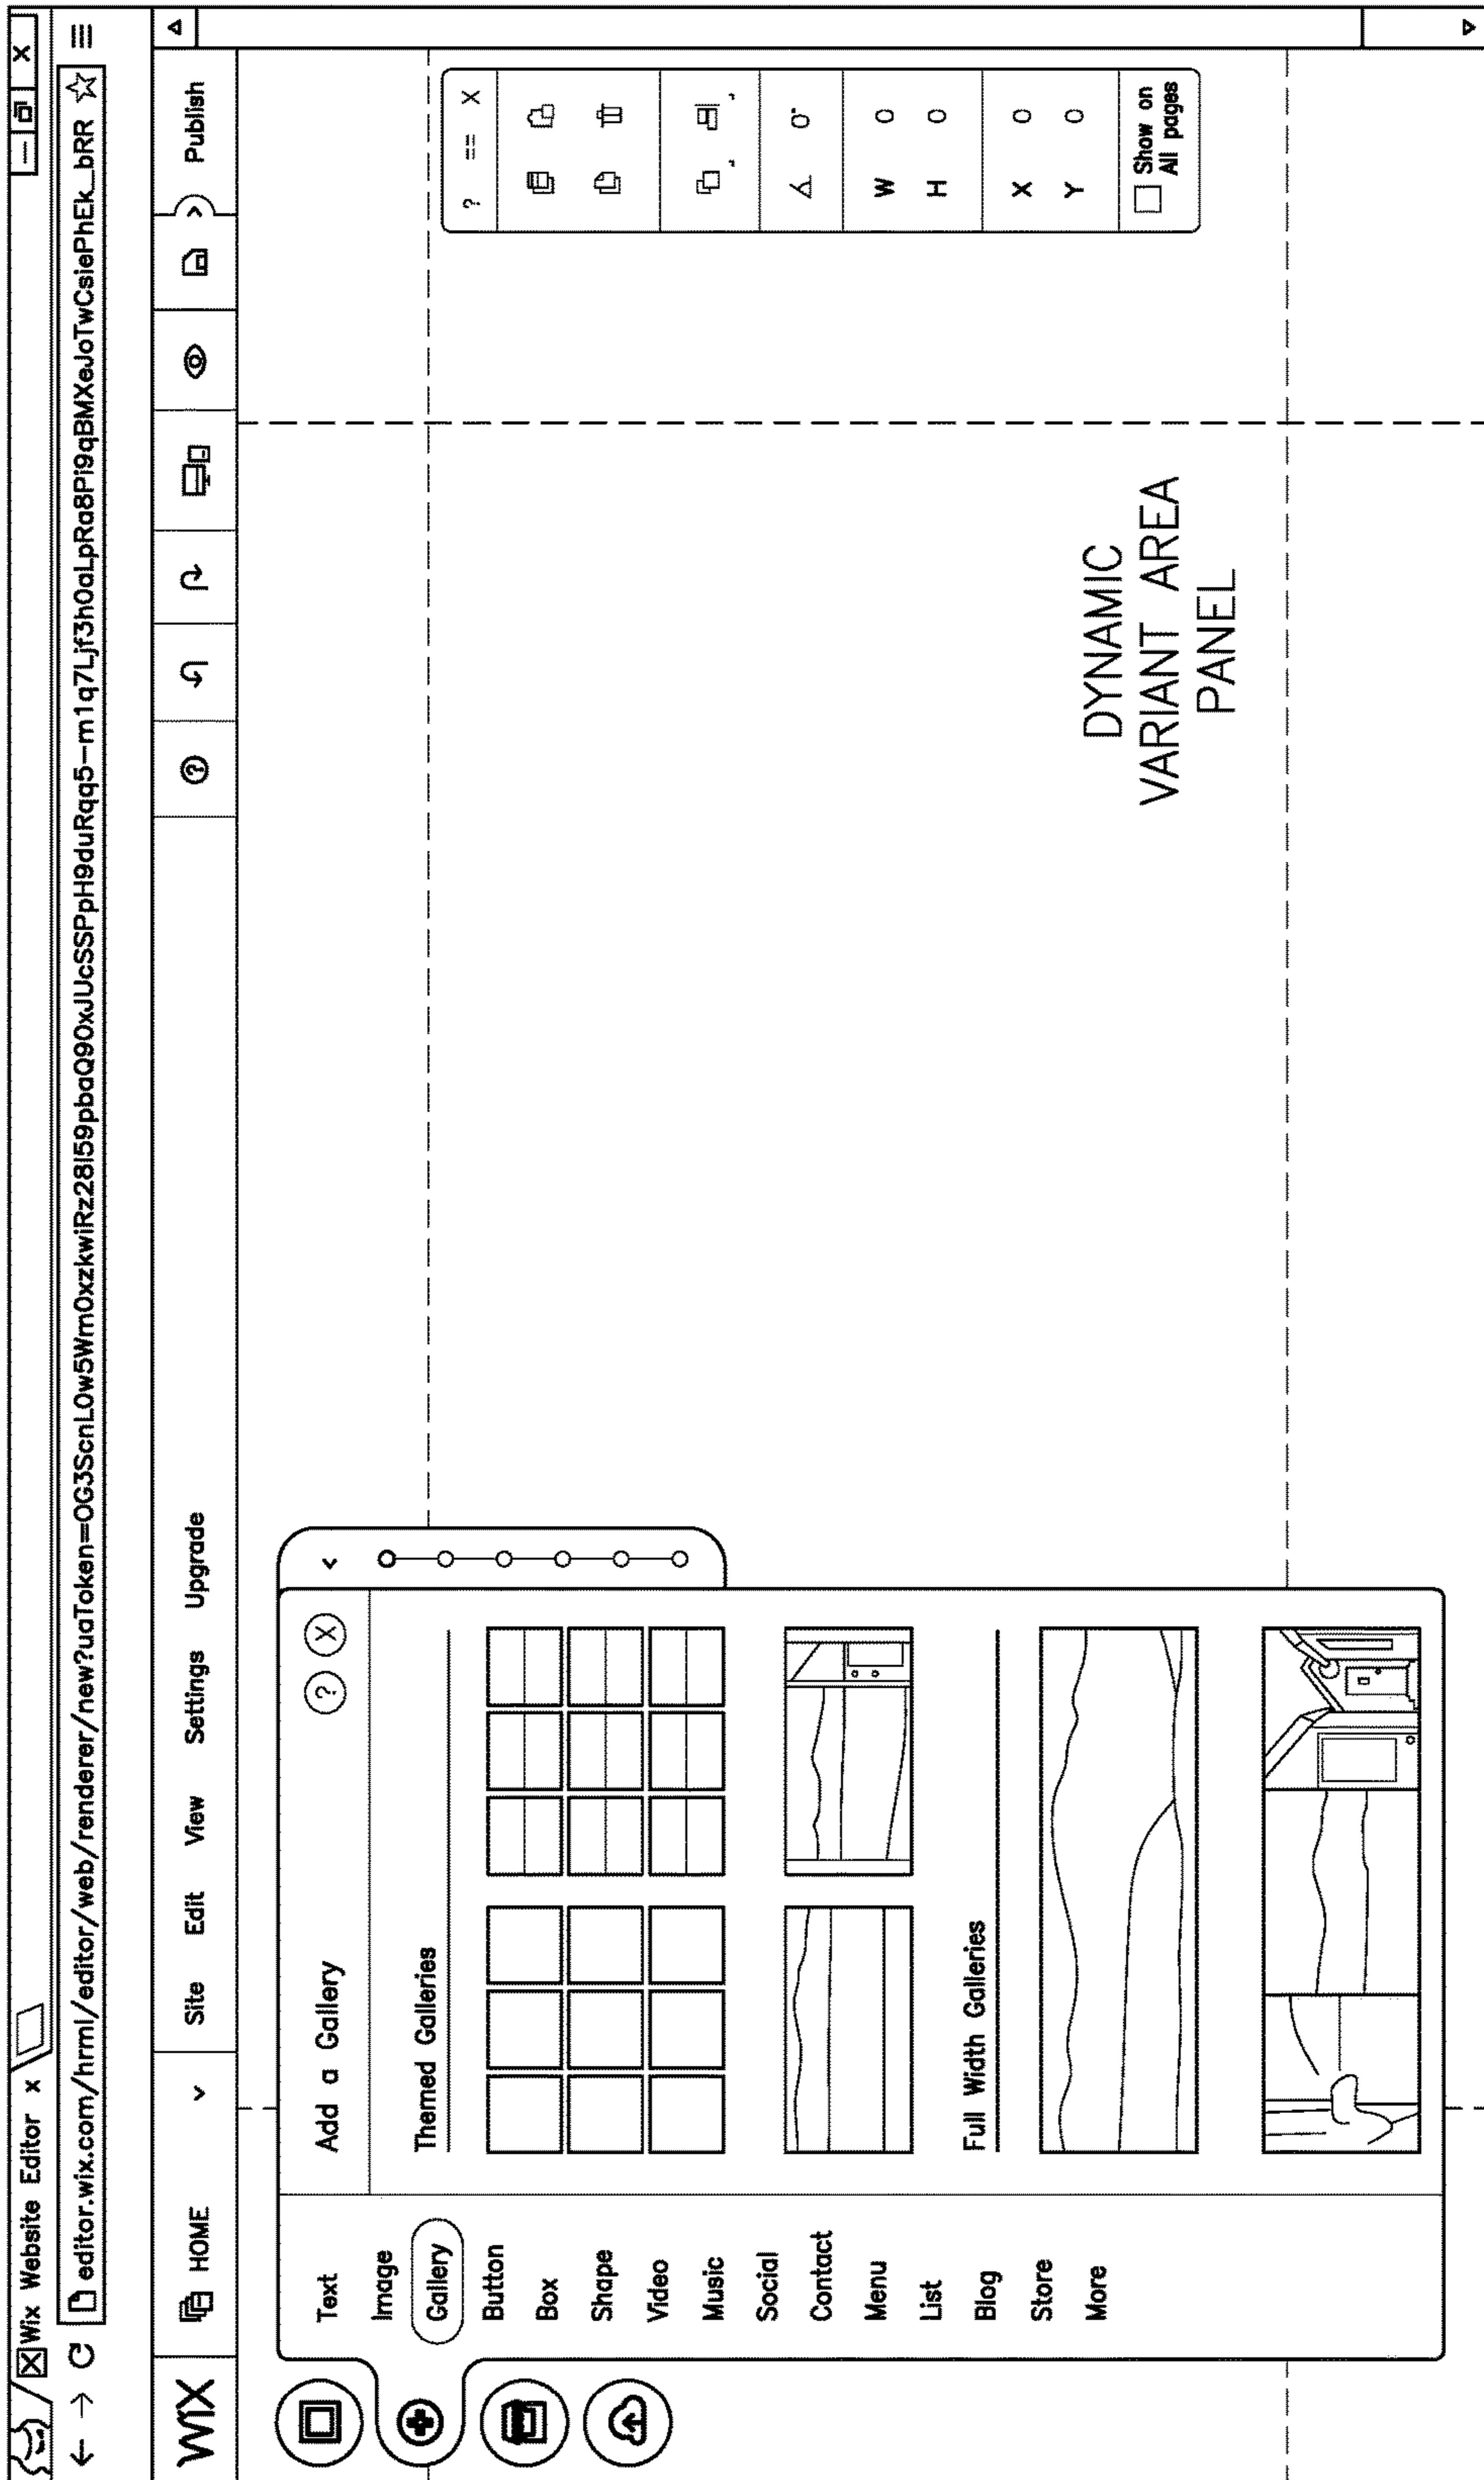 Wix Website Editor x
editor.wix.com/hrml/editor/web/renderer/new?uaToken=OG3ScnL0w5Wm0xzkwiRz28I59pbaQ9OxJUcSSPpH9duRqq5-m1q7Ljf3h0aLpRa8Pi9qBMXeJoTwCsiePhEk_bRR
WiX HOME Site Edit View Settings Upgrade Publish
Text
Image
Gallery
Button
Box
Shape
Video
Music
Social
Contact
Menu
List
Blog
Store
More
Add a Gallery ? X
Themed Galleries
Full Width Galleries
DYNAMIC
VARIANT AREA
PANEL
? == X
0°
W 0
H 0
X 0
Y 0
Show on
All pages